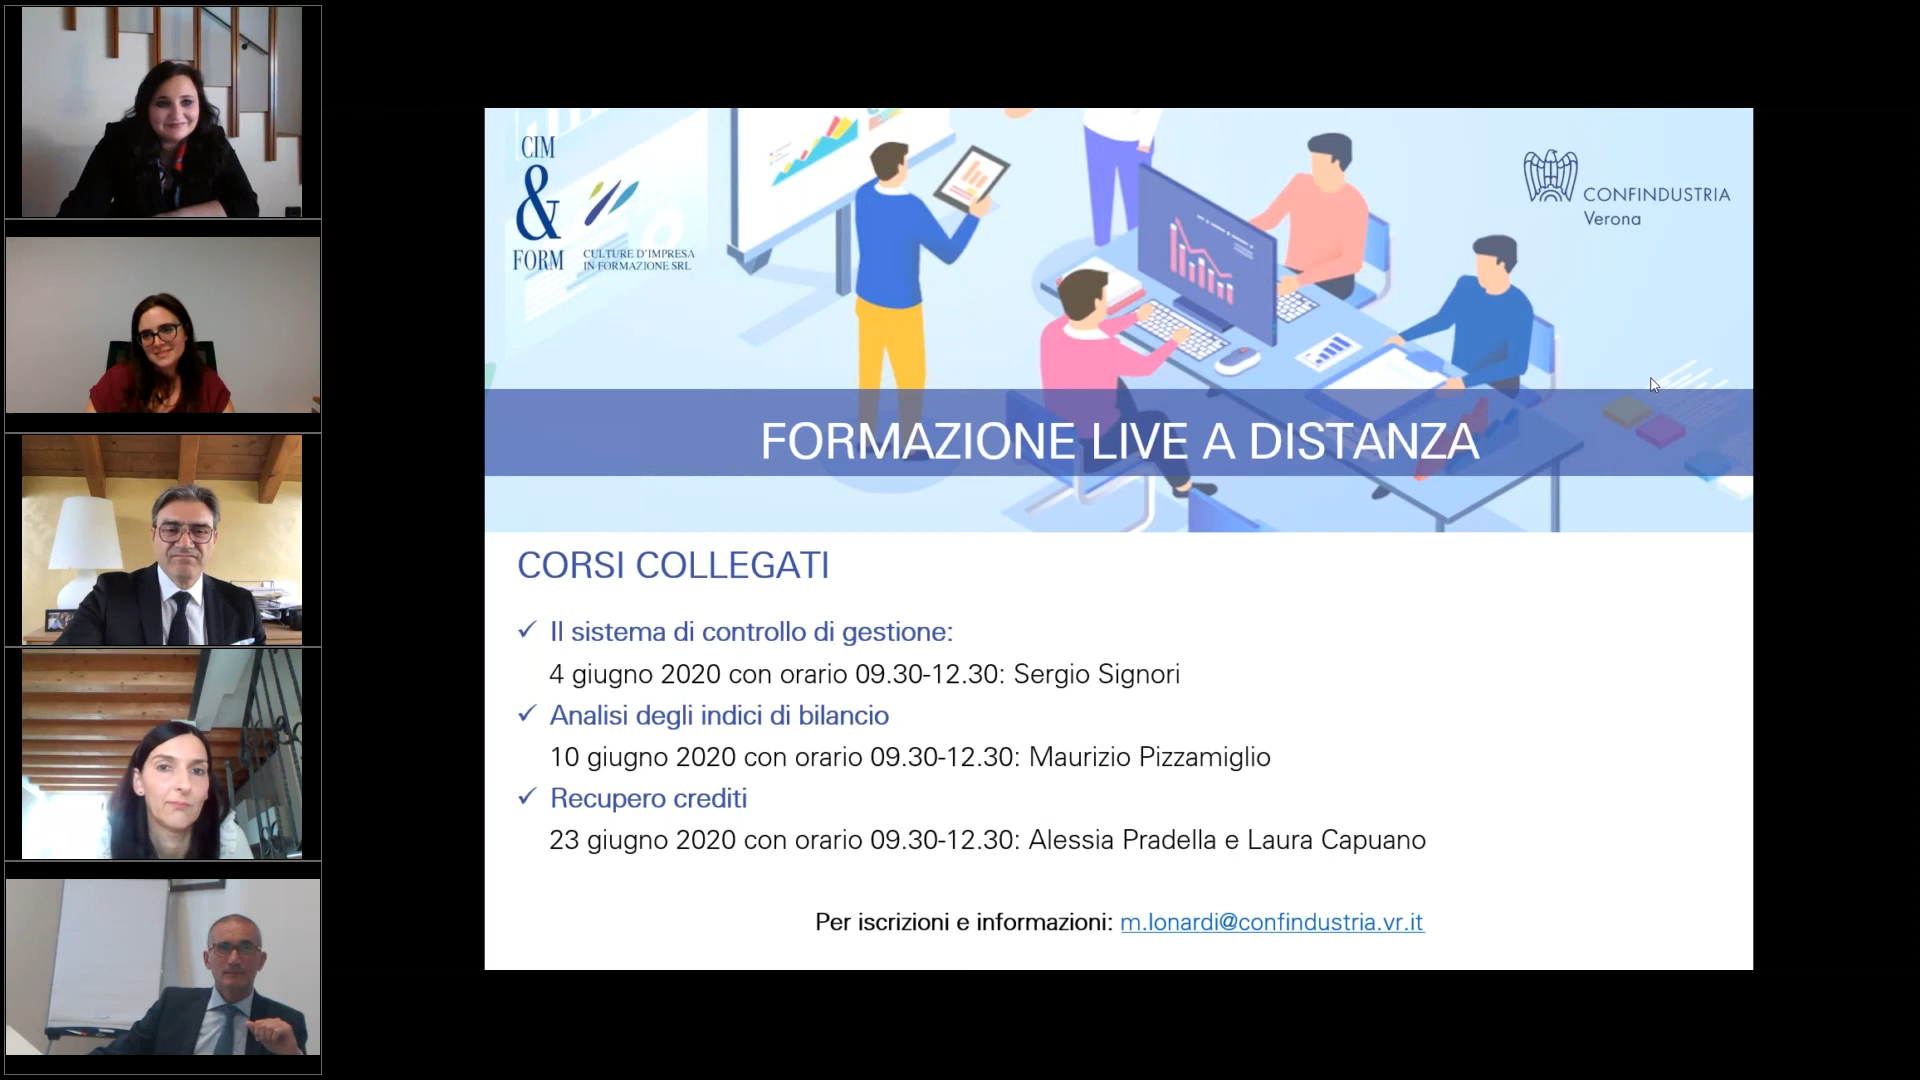 CIM
&
FORM
CULTURE D'IMPRESA
IN FORMAZIONE SRL
CONFINDUSTRIA
Verona
FORMAZIONE LIVE A DISTANZA
CORSI COLLEGATI
✓ Il sistema di controllo di gestione:
4 giugno 2020 con orario 09.30-12.30: Sergio Signori
✓ Analisi degli indici di bilancio
10 giugno 2020 con orario 09.30-12.30: Maurizio Pizzamiglio
✓ Recupero crediti
23 giugno 2020 con orario 09.30-12.30: Alessia Pradella e Laura Capuano
Per iscrizioni e informazioni: m.lonardi@confindustria.vr.it